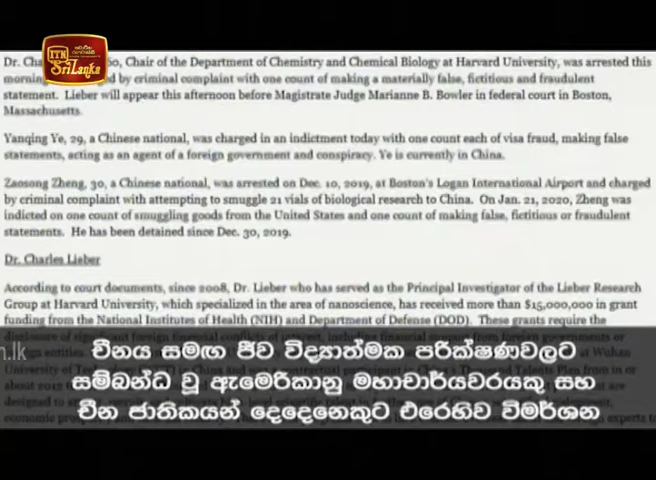 ITN
SriLanka
Dr. Cha 60, Chair of the Department of Chemistry and Chemical Biology at Harvard University, was arrested this
morning d by criminal complaint with one count of making a materially false, fictitious and fraudulent
statement. Lieber will appear this afternoon before Magistrate Judge Marianne B. Bowler in federal court in Boston,
Massachusetts.
Yanqing Ye, 29, a Chinese national, was charged in an indictment today with one count each of visa fraud, making false
statements, acting as an agent of a foreign government and conspiracy. Ye is currently in China.
Zaosong Zheng, 30, a Chinese national, was arrested on Dec. 10, 2019, at Boston's Logan International Airport and charged
by criminal complaint with attempting to smuggle 21 vials of biological research to China. On Jan. 21, 2020, Zheng was
indicted on one count of smuggling goods from the United States and one count of making false, fictitious or fraudulent
statements. He has been detained since Dec. 30, 2019.
Dr. Charles Lieber
According to court documents, since 2008, Dr. Lieber who has served as the Principal Investigator of the Lieber Research
Group at Harvard University, which specialized in the area of nanoscience, has received more than $15,000,000 in grant
funding from the National Institutes of Health (NIH) and Department of Defense (DOD). These grants require the
n.lk
චීනය සමඟ ජීව විද්‍යාත්මක පරික්ෂණවලට
සම්බන්ධ වූ ඇමෙරිකානු මහාචාර්යවරයකු සහ
චීන ජාතිකයන් දෙදෙනෙකුට එරෙහිව විමර්ශන